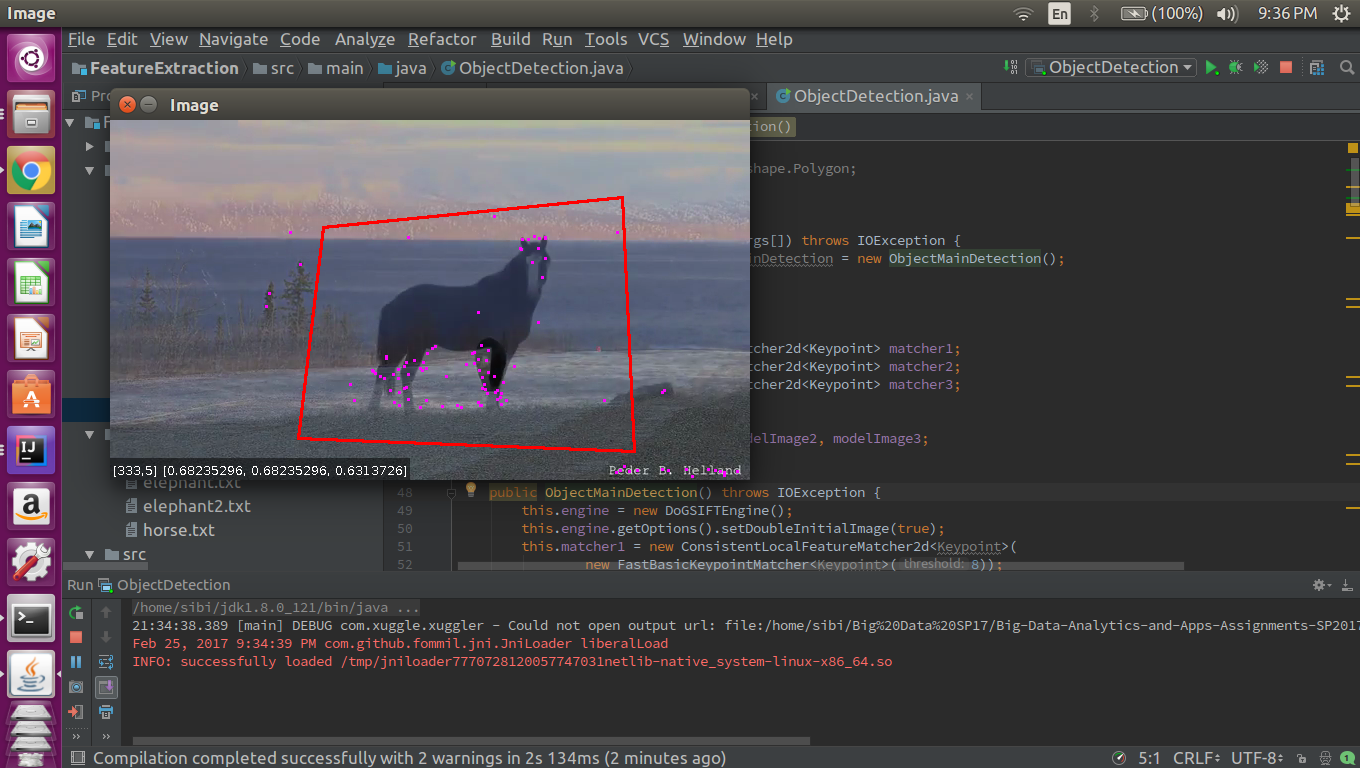 Image
En
(100%)
9:36 PM
File Edit View Navigate Code Analyze Refactor Build Run Tools VCS Window Help
FeatureExtraction src main java ObjectDetection.java
ObjectDetection
Image
ObjectDetection.java
shape.Polygon;
throws IOException {
= new ObjectMainDetection();
<Keypoint> matcher1;
<Keypoint> matcher2;
<Keypoint> matcher3;
modelImage3;
[333,5] [0.68235296, 0.68235296, 0.6313726]
Peder B. Helland
elephant.txt
elephant2.txt
horse.txt
src
48 public ObjectMainDetection() throws IOException {
49 this.engine = new DoGSIFTEngine();
50 this.engine.getOptions().setDoubleInitialImage(true);
51 this.matcher1 = new ConsistentLocalFeatureMatcher2d<Keypoint>(
52 new FastBasicKeypointMatcher<Keypoint>( threshold: 8));
Run ObjectDetection
/home/sibi/jdk1.8.0_121/bin/java ...
21:34:38.389 [main] DEBUG com.xuggle.xuggler - Could not open output url: file:/home/sibi/Big%20Data%20SP17/Big-Data-Analytics-and-Apps-Assignments-SP2017
Feb 25, 2017 9:34:39 PM com.github.fommil.jni.JniLoader liberalLoad
INFO: successfully loaded /tmp/jniloader7770728120057747031netlib-native_system-linux-x86_64.so
Compilation completed successfully with 2 warnings in 2s 134ms (2 minutes ago)
5:1 CRLF UTF-8
1